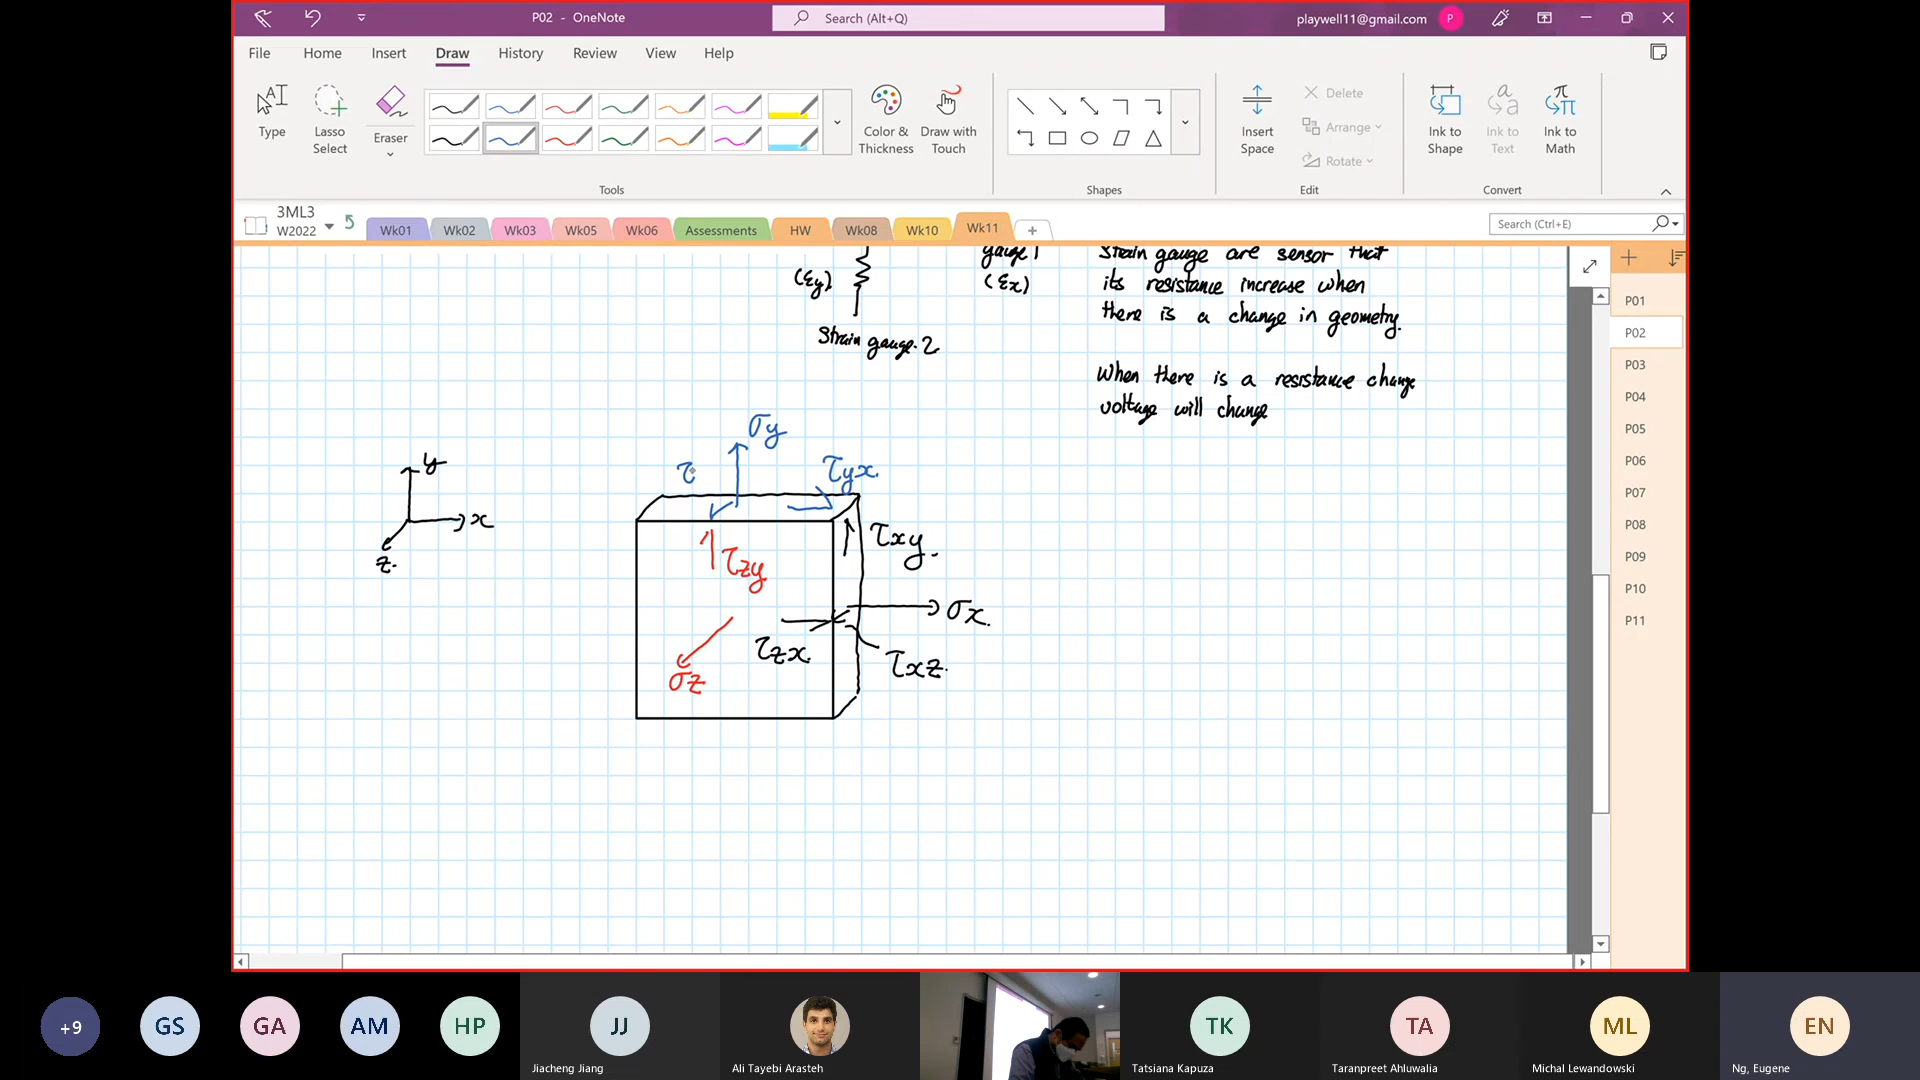 P02 - OneNote
Search (Alt+Q)
playwell11@gmail.com
P
File
Home
Insert
Draw
History
Review
View
Help
Type
Lasso Select
Eraser
Color & Thickness
Draw with Touch
Insert Space
Delete
Arrange
Rotate
Ink to Shape
Ink to Text
Ink to Math
Tools
Shapes
Edit
Convert
3ML3
W2022
Wk01
Wk02
Wk03
Wk05
Wk06
Assessments
HW
Wk08
Wk10
Wk11
Search (Ctrl+E)
P01
P02
P03
P04
P05
P06
P07
P08
P09
P10
P11
gauge 1
(εx)
(εy)
Strain gauge 2
Strain gauge are sensor that
its resistance increase when
there is a change in geometry.
When there is a resistance change
voltage will change
y
x
z
σy
τ
τyx
τxy
τzy
σx
τzx
τxz
σz
+9
GS
GA
AM
HP
JJ
Jiacheng Jiang
Ali Tayebi Arasteh
TK
Tatsiana Kapuza
TA
Taranpreet Ahluwalia
ML
Michal Lewandowski
EN
Ng, Eugene